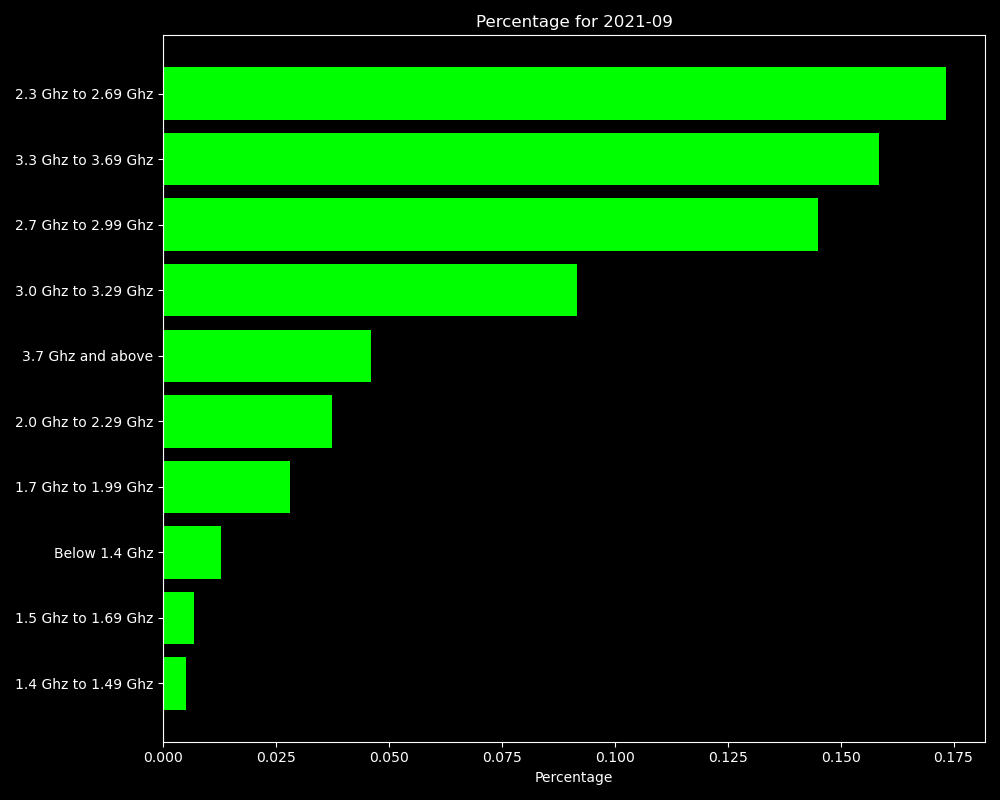 Percentage for 2021-09
2.3 Ghz to 2.69 Ghz
3.3 Ghz to 3.69 Ghz
2.7 Ghz to 2.99 Ghz
3.0 Ghz to 3.29 Ghz
3.7 Ghz and above
2.0 Ghz to 2.29 Ghz
1.7 Ghz to 1.99 Ghz
Below 1.4 Ghz
1.5 Ghz to 1.69 Ghz
1.4 Ghz to 1.49 Ghz
0.000 0.025 0.050 0.075 0.100 0.125 0.150 0.175
Percentage